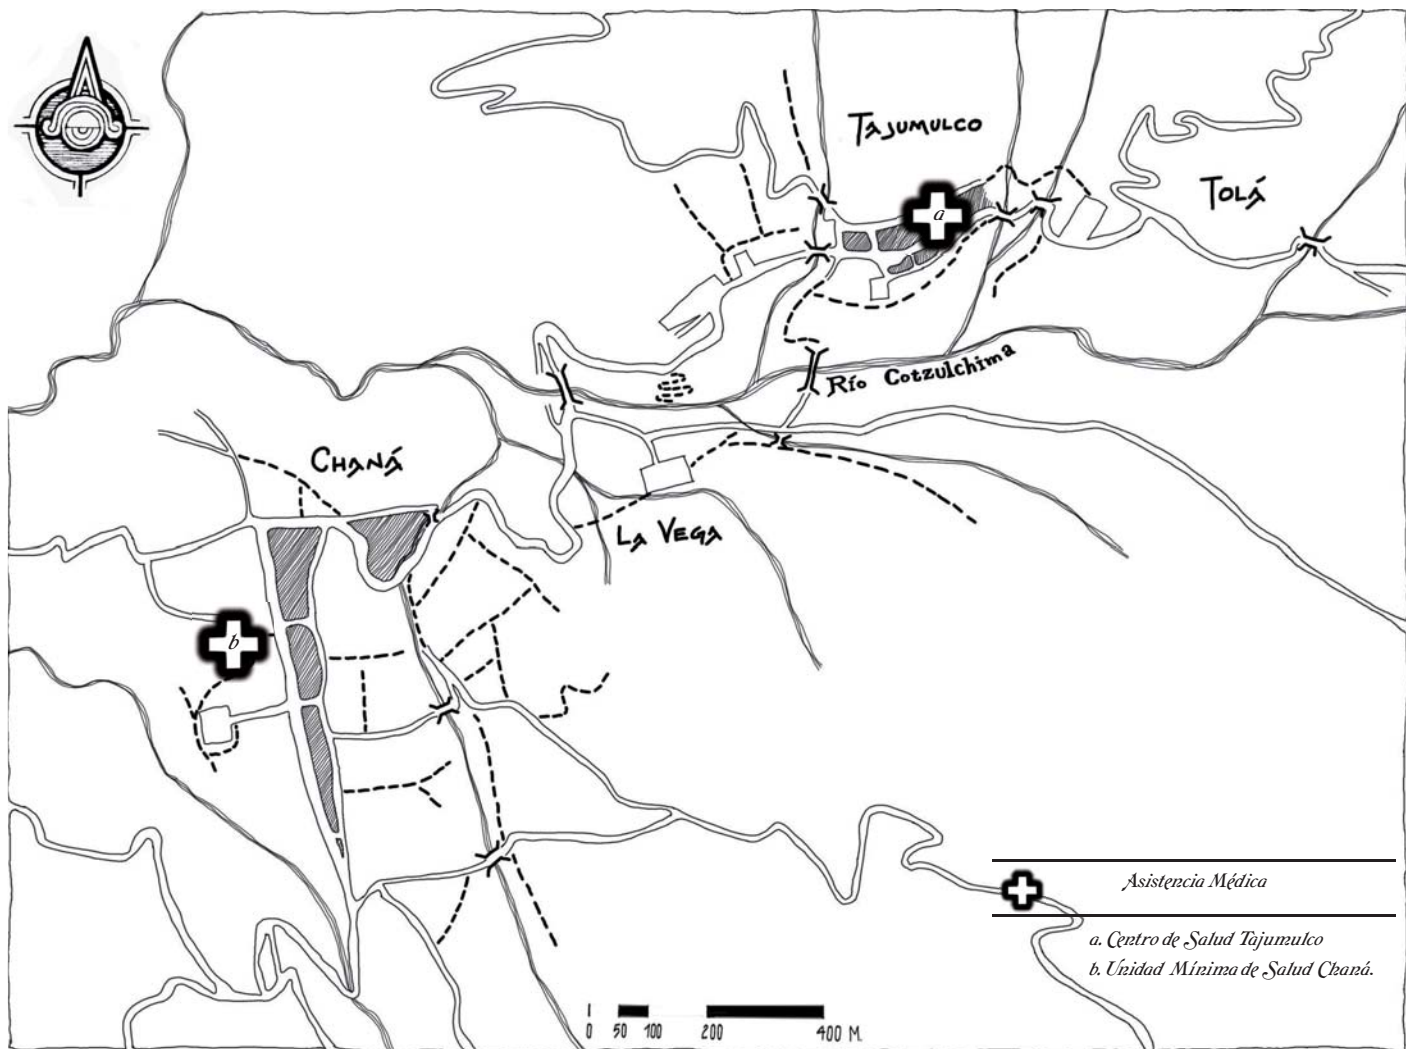 TAJUMULCO
TOLÁ
a
Río Cotzulchima
CHANÁ
LA VEGA
b
Asistencia Médica
a. Centro de Salud Tajumulco
b. Unidad Mínima de Salud Chaná.
0 50 100 200 400 M.